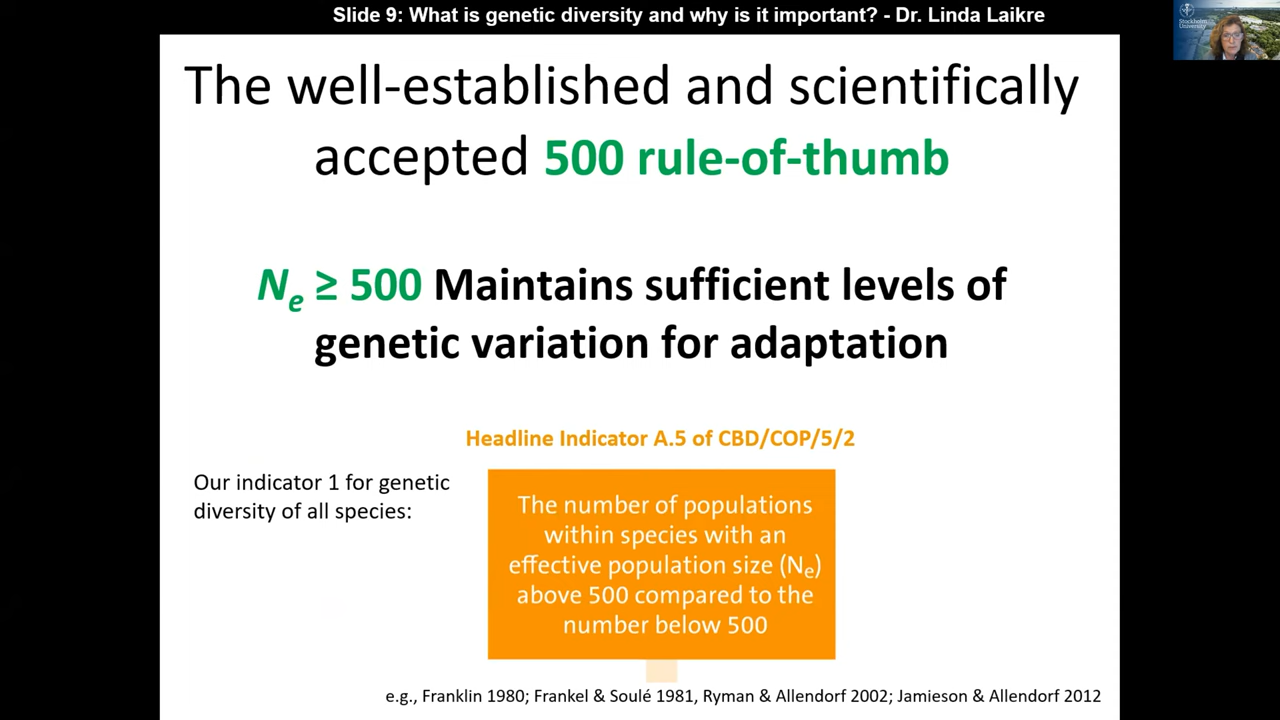 Slide 9: What is genetic diversity and why is it important? - Dr. Linda Laikre
Stockholm
University
The well-established and scientifically
accepted 500 rule-of-thumb
Ne ≥ 500 Maintains sufficient levels of
genetic variation for adaptation
Headline Indicator A.5 of CBD/COP/5/2
Our indicator 1 for genetic
diversity of all species:
The number of populations
within species with an
effective population size (Ne)
above 500 compared to the
number below 500
e.g., Franklin 1980; Frankel & Soulé 1981, Ryman & Allendorf 2002; Jamieson & Allendorf 2012